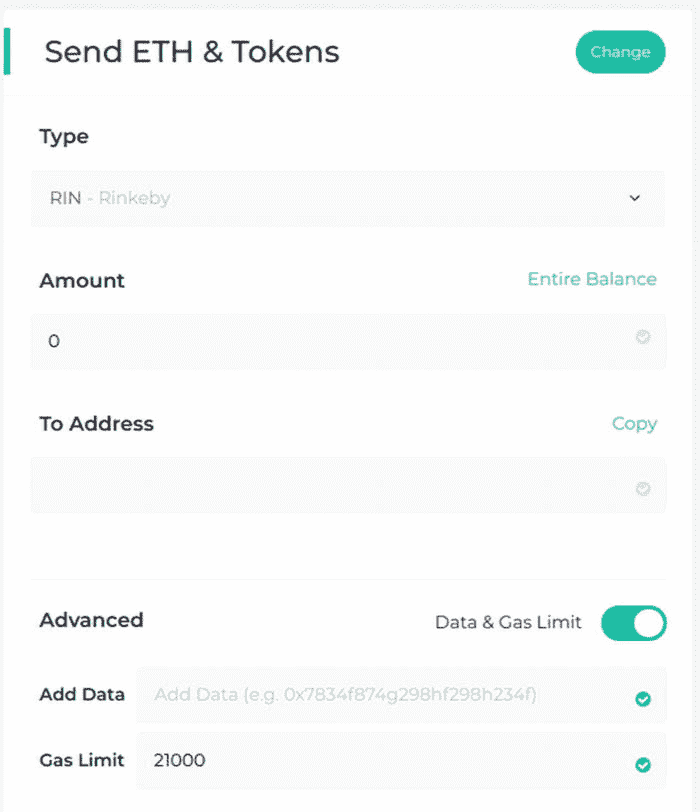 Send ETH & Tokens
Change
Type
RIN - Rinkeby
Amount
Entire Balance
0
To Address
Copy
Advanced
Data & Gas Limit
Add Data
Add Data (e.g. 0x7834f874g298hf298h234f)
Gas Limit
21000